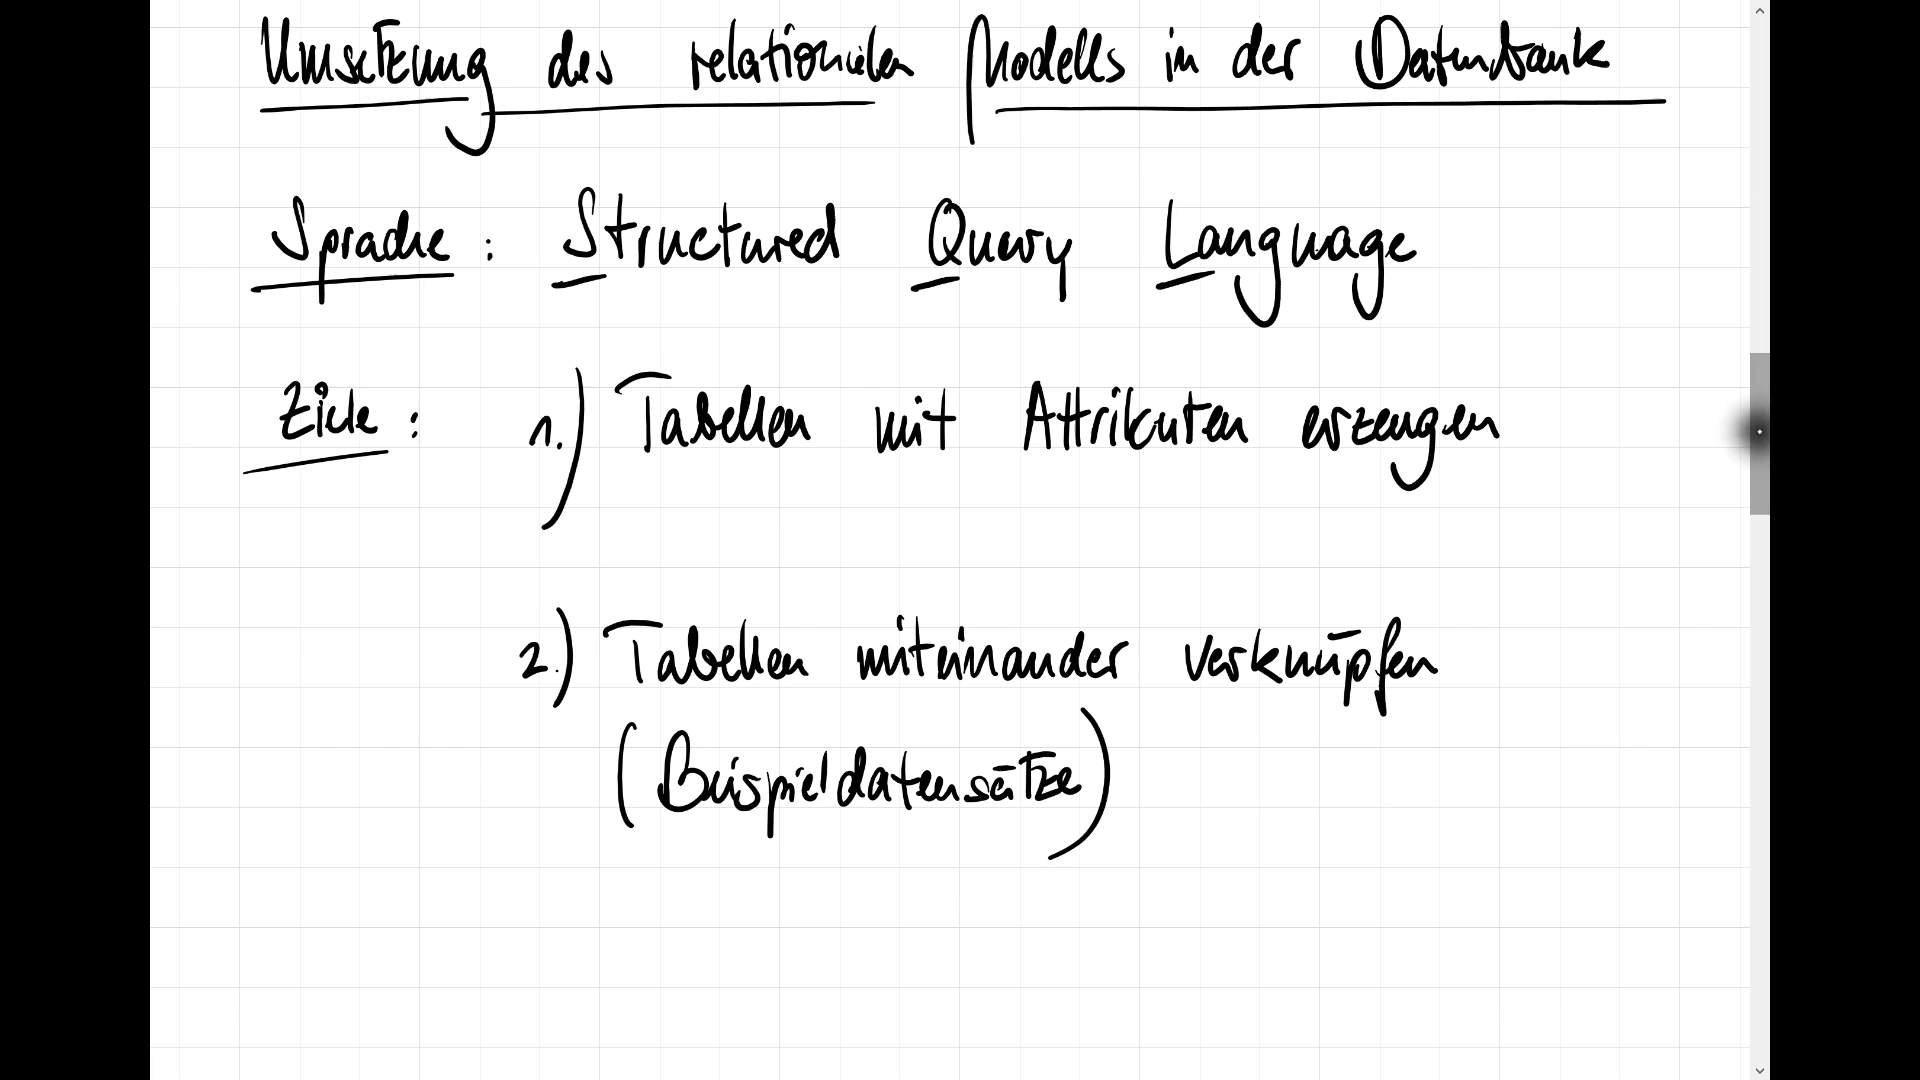 Umsetzung des relationalen Modells in der Datenbank
Sprache: Structured Query Language
Ziele: 1.) Tabellen mit Attributen erzeugen
2.) Tabellen miteinander verknüpfen
(Beispieldatensätze)